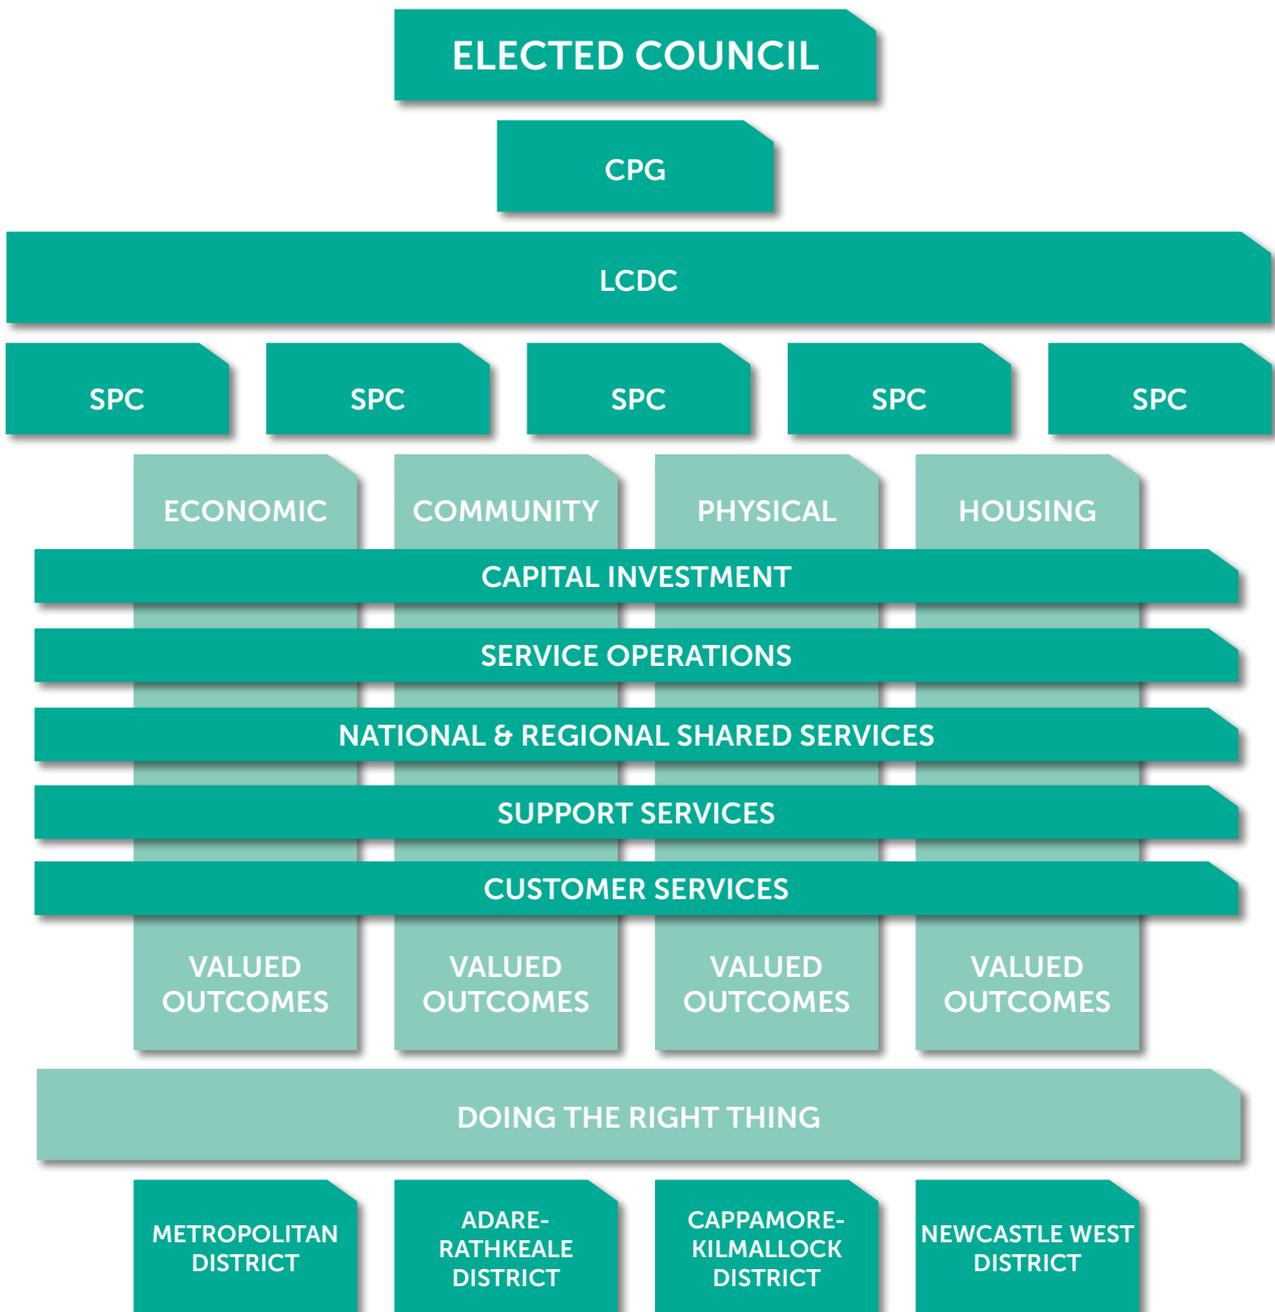 ELECTED COUNCIL
CPG
LCDC
SPC
SPC
SPC
SPC
SPC
ECONOMIC
COMMUNITY
PHYSICAL
HOUSING
CAPITAL INVESTMENT
SERVICE OPERATIONS
NATIONAL & REGIONAL SHARED SERVICES
SUPPORT SERVICES
CUSTOMER SERVICES
VALUED
OUTCOMES
VALUED
OUTCOMES
VALUED
OUTCOMES
VALUED
OUTCOMES
DOING THE RIGHT THING
METROPOLITAN
DISTRICT
ADARE-
RATHKEALE
DISTRICT
CAPPAMORE-
KILMALLOCK
DISTRICT
NEWCASTLE WEST
DISTRICT